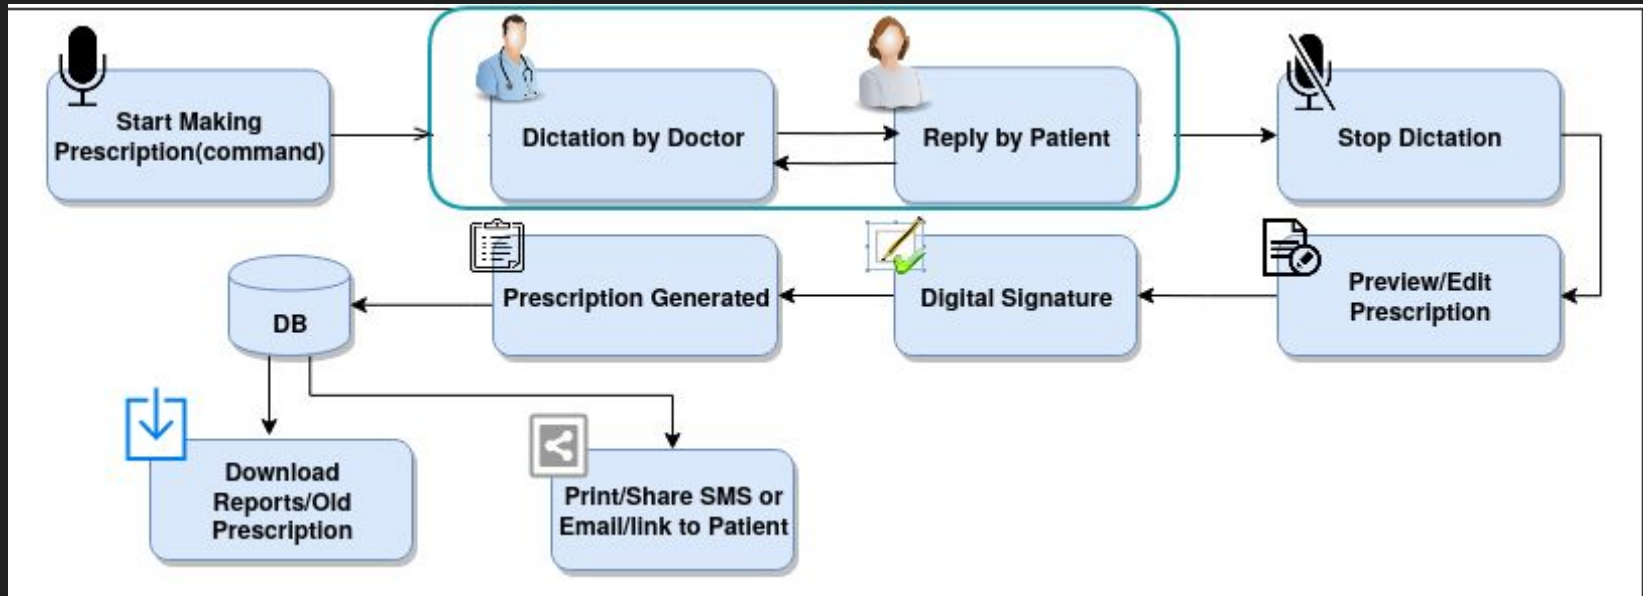 Start Making
Prescription(command)
Dictation by Doctor
Reply by Patient
Stop Dictation
Preview/Edit
Prescription
Digital Signature
Prescription Generated
DB
Download
Reports/Old
Prescription
Print/Share SMS or
Email/link to Patient